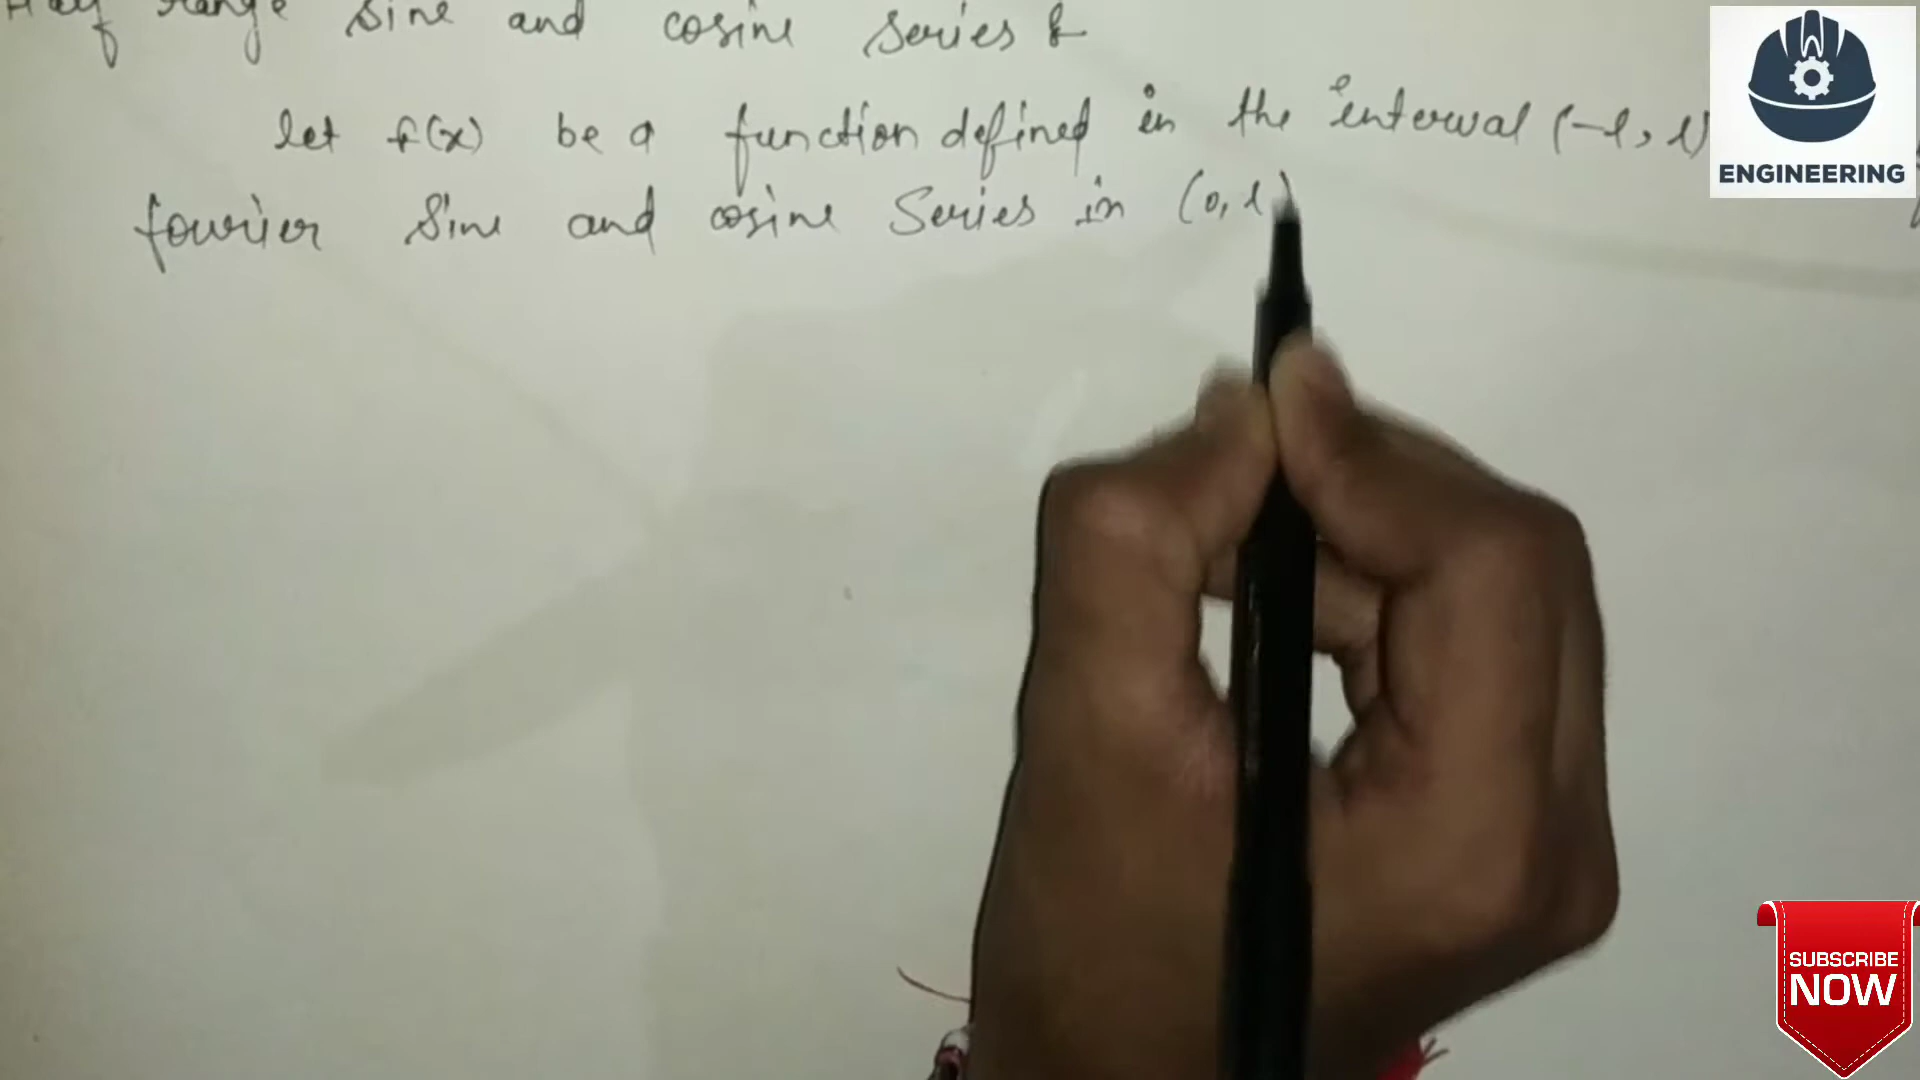 Half range sine and cosine series &
let f(x) be a function defined in the interval (-l, l)
fourier sine and cosine Series in (0, l)
ENGINEERING
SUBSCRIBE
NOW